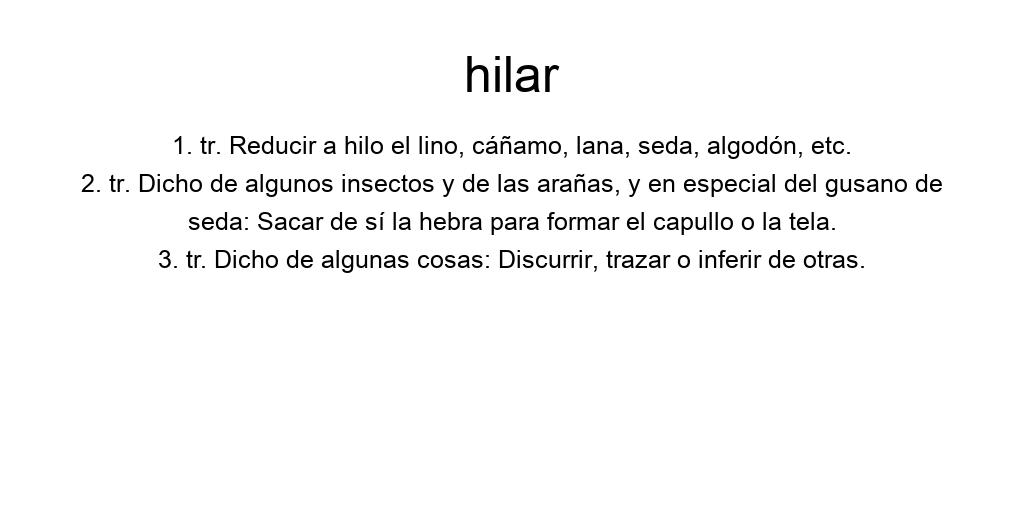 hilar
1. tr. Reducir a hilo el lino, cáñamo, lana, seda, algodón, etc.
2. tr. Dicho de algunos insectos y de las arañas, y en especial del gusano de
seda: Sacar de sí la hebra para formar el capullo o la tela.
3. tr. Dicho de algunas cosas: Discurrir, trazar o inferir de otras.